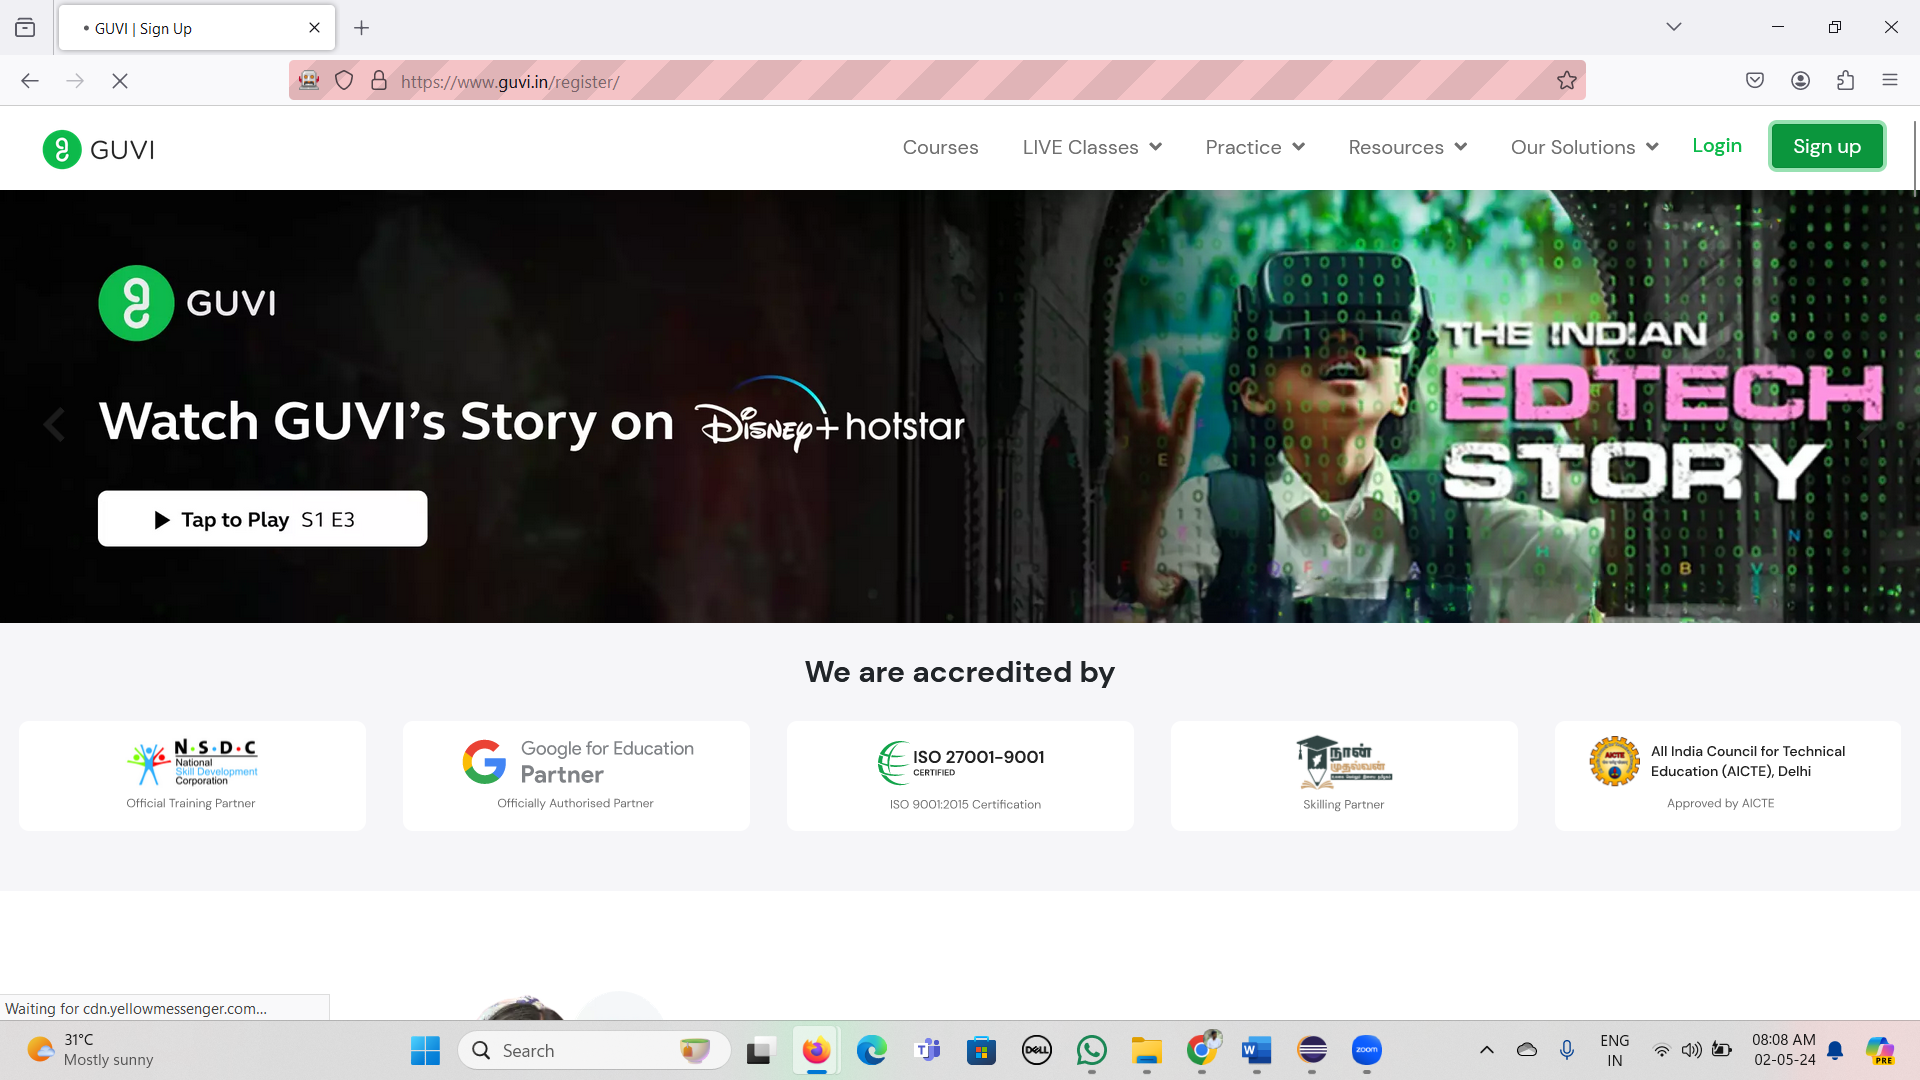 GUVI | Sign Up
https://www.guvi.in/register/
GUVI
Courses
LIVE Classes
Practice
Resources
Our Solutions
Login
Sign up
GUVI
Watch GUVI's Story on Disney+ hotstar
Tap to Play S1 E3
THE INDIAN
EDTECH
STORY
We are accredited by
N·S·D·C
National
Skill Development
Corporation
Official Training Partner
Google for Education
Partner
Officially Authorised Partner
ISO 27001-9001
CERTIFIED
ISO 9001:2015 Certification
நான்
முதல்வன்
Skilling Partner
All India Council for Technical
Education (AICTE), Delhi
Approved by AICTE
Waiting for cdn.yellowmessenger.com...
31°C
Mostly sunny
Search
DELL
zoom
ENG
IN
08:08 AM
02-05-24
PRE